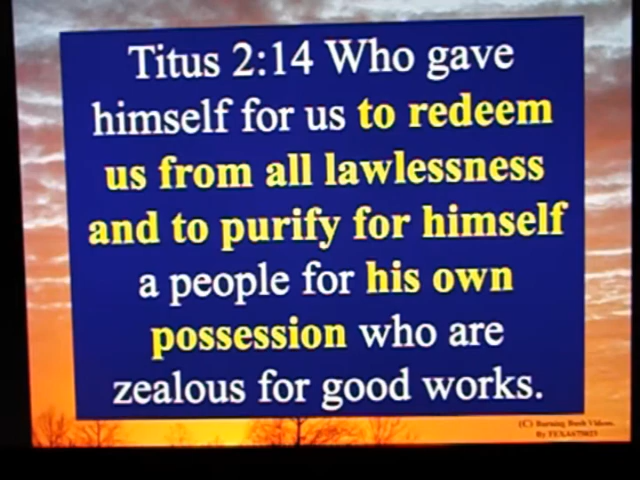 Titus 2:14 Who gave
himself for us to redeem
us from all lawlessness
and to purify for himself
a people for his own
possession who are
zealous for good works.
(C) Burning Bush Videos.